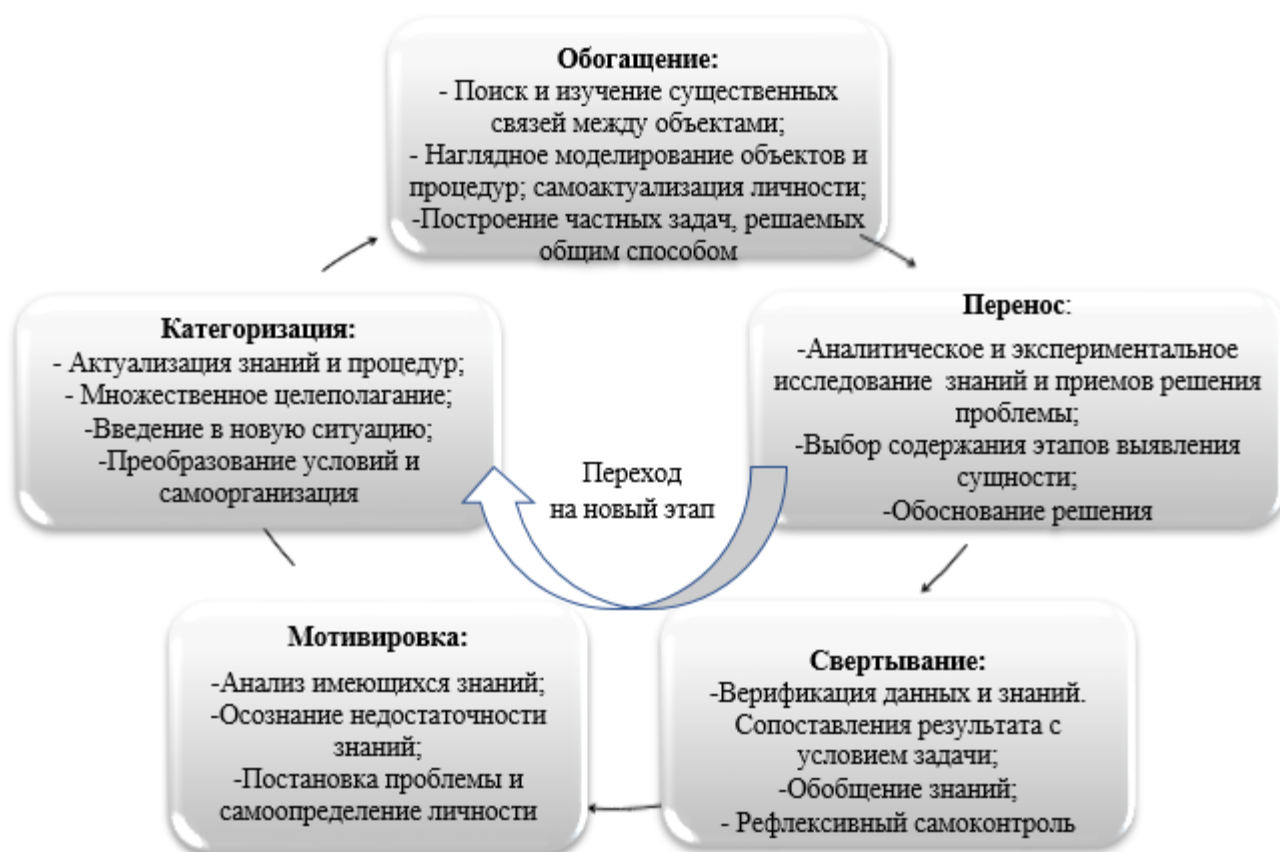 Обогащение:
- Поиск и изучение существенных
связей между объектами;
- Наглядное моделирование объектов и
процедур; самоактуализация личности;
-Построение частных задач, решаемых
общим способом
Категоризация:
- Актуализация знаний и процедур;
- Множественное целеполагание;
-Введение в новую ситуацию;
-Преобразование условий и
самоорганизация
Перенос:
-Аналитическое и экспериментальное
исследование знаний и приемов решения
проблемы;
-Выбор содержания этапов выявления
сущности;
-Обоснование решения
Переход
на новый этап
Мотивировка:
-Анализ имеющихся знаний;
-Осознание недостаточности
знаний;
-Постановка проблемы и
самоопределение личности
Свертывание:
-Верификация данных и знаний.
Сопоставления результата с
условием задачи;
-Обобщение знаний;
- Рефлексивный самоконтроль